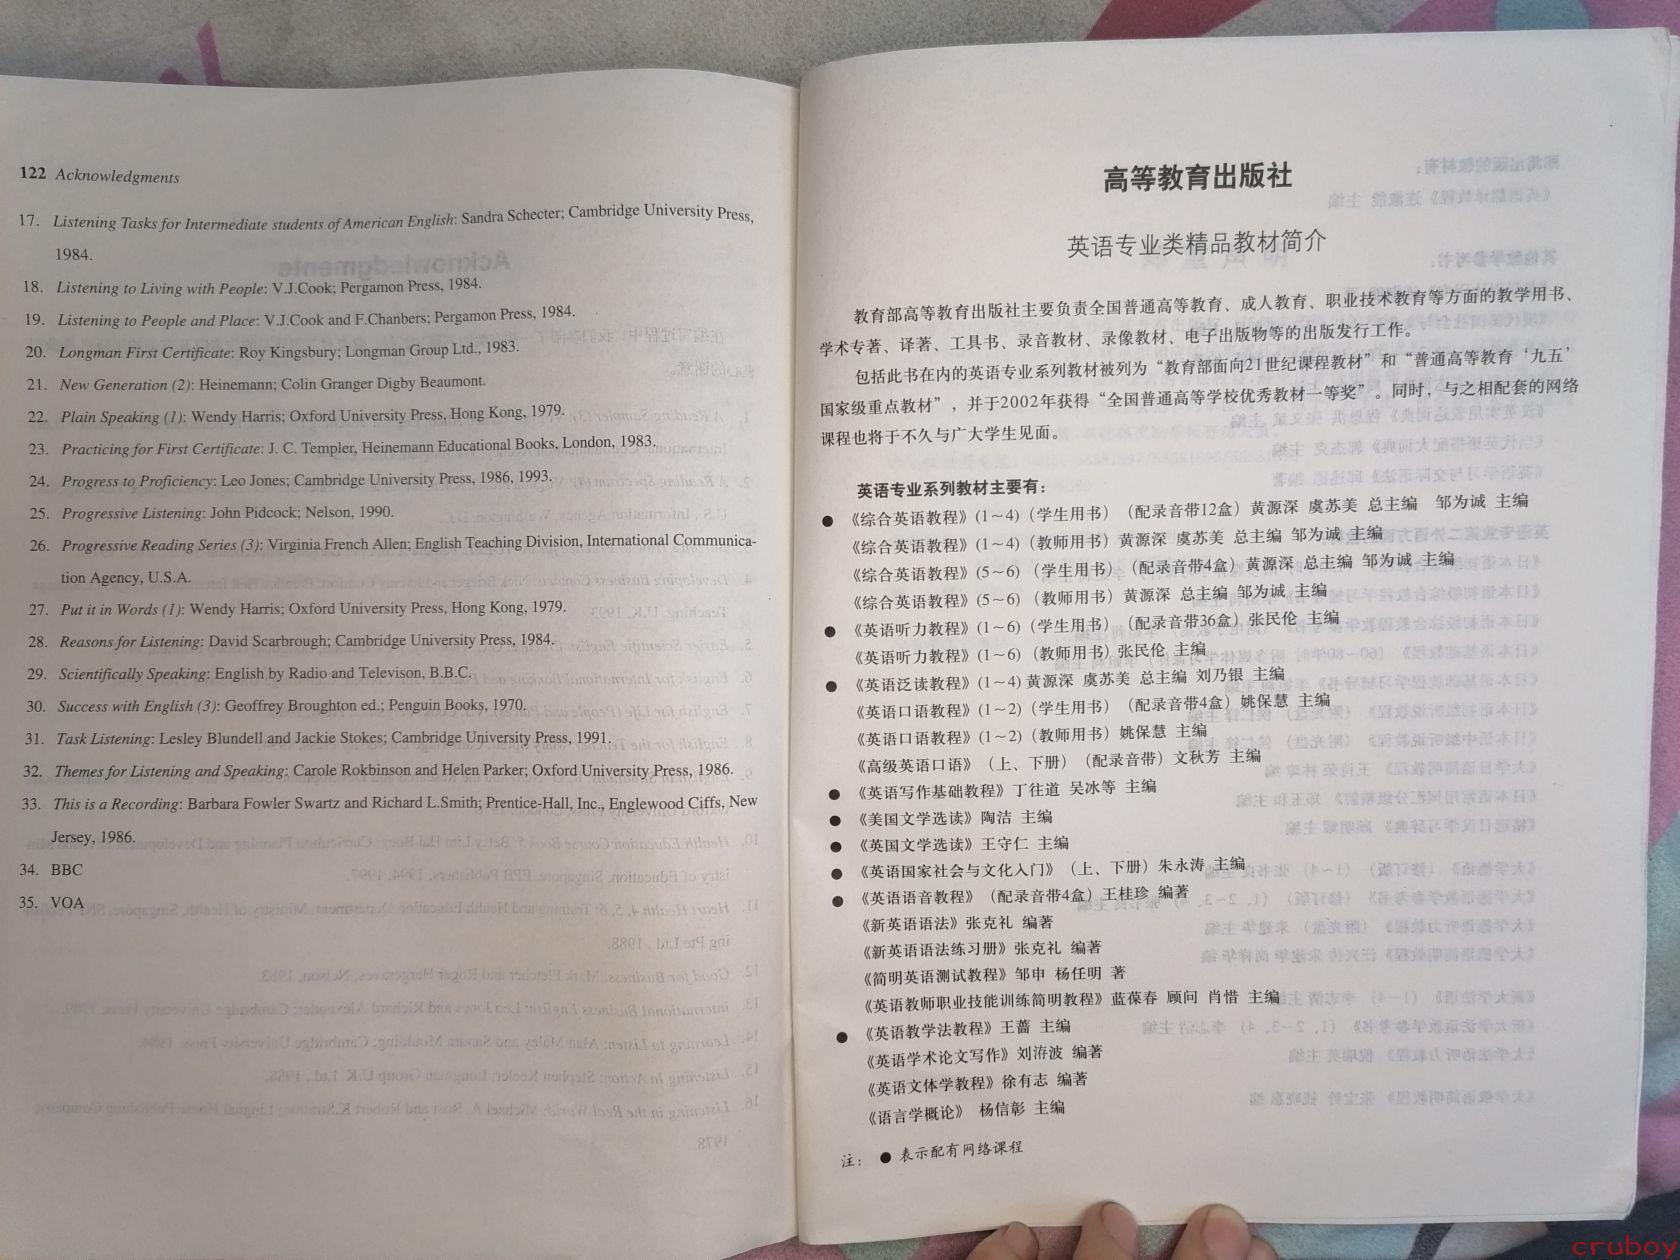 122 Acknowledgments
17. Listening Tasks for Intermediate students of American English: Sandra Schecter; Cambridge University Press,
1984.
18. Listening to Living with People: V.J.Cook; Pergamon Press, 1984.
19. Listening to People and Place: V.J.Cook and F.Chanbers; Pergamon Press, 1984.
20. Longman First Certificate: Roy Kingsbury; Longman Group Ltd., 1983.
21. New Generation (2): Heinemann; Colin Granger Digby Beaumont.
22. Plain Speaking (1): Wendy Harris; Oxford University Press, Hong Kong, 1979.
23. Practicing for First Certificate: J. C. Templer, Heinemann Educational Books, London, 1983.
24. Progress to Proficiency: Leo Jones; Cambridge University Press, 1986, 1993.
25. Progressive Listening: John Pidcock; Nelson, 1990.
26. Progressive Reading Series (3): Virginia French Allen; English Teaching Division, International Communica-
tion Agency, U.S.A.
27. Put it in Words (1): Wendy Harris; Oxford University Press, Hong Kong, 1979.
28. Reasons for Listening: David Scarbrough; Cambridge University Press, 1984.
29. Scientifically Speaking: English by Radio and Televison, B.B.C.
30. Success with English (3): Geoffrey Broughton ed.; Penguin Books, 1970.
31. Task Listening: Lesley Blundell and Jackie Stokes; Cambridge University Press, 1991.
32. Themes for Listening and Speaking: Carole Rokbinson and Helen Parker; Oxford University Press, 1986.
33. This is a Recording: Barbara Fowler Swartz and Richard L.Smith; Prentice-Hall, Inc., Englewood Ciffs, New
Jersey, 1986.
34. BBC
35. VOA
高等教育出版社
英语专业类精品教材简介
教育部高等教育出版社主要负责全国普通高等教育、成人教育、职业技术教育等方面的教学用书、
学术专著、译著、工具书、录音教材、录像教材、电子出版物等的出版发行工作。
包括此书在内的英语专业系列教材被列为“教育部面向21世纪课程教材”和“普通高等教育‘九五’
国家级重点教材”，并于2002年获得“全国普通高等学校优秀教材一等奖”。同时，与之相配套的网络
课程也将于不久与广大学生见面。
英语专业系列教材主要有：
● 《综合英语教程》(1～4)（学生用书）（配录音带12盒）黄源深 虞苏美 总主编 邹为诚 主编
《综合英语教程》(1～4)（教师用书）黄源深 虞苏美 总主编 邹为诚 主编
《综合英语教程》(5～6)（学生用书）（配录音带4盒）黄源深 总主编 邹为诚 主编
《综合英语教程》(5～6)（教师用书）黄源深 总主编 邹为诚 主编
● 《英语听力教程》(1～6)（学生用书）（配录音带36盒）张民伦 主编
《英语听力教程》(1～6)（教师用书）张民伦 主编
● 《英语泛读教程》(1～4) 黄源深 虞苏美 总主编 刘乃银 主编
《英语口语教程》(1～2)（学生用书）（配录音带4盒）姚保慧 主编
《英语口语教程》(1～2)（教师用书）姚保慧 主编
《高级英语口语》（上、下册）（配录音带）文秋芳 主编
● 《英语写作基础教程》丁往道 吴冰等 主编
● 《美国文学选读》陶洁 主编
● 《英国文学选读》王守仁 主编
● 《英语国家社会与文化入门》（上、下册）朱永涛 主编
● 《英语语音教程》（配录音带4盒）王桂珍 编著
《新英语语法》张克礼 编著
《新英语语法练习册》张克礼 编著
《简明英语测试教程》邹申 杨任明 著
《英语教师职业技能训练简明教程》蓝葆春 顾问 肖惜 主编
● 《英语教学法教程》王蔷 主编
《英语学术论文写作》刘洊波 编著
《英语文体学教程》徐有志 编著
《语言学概论》 杨信彰 主编
注： ● 表示配有网络课程
cruboy